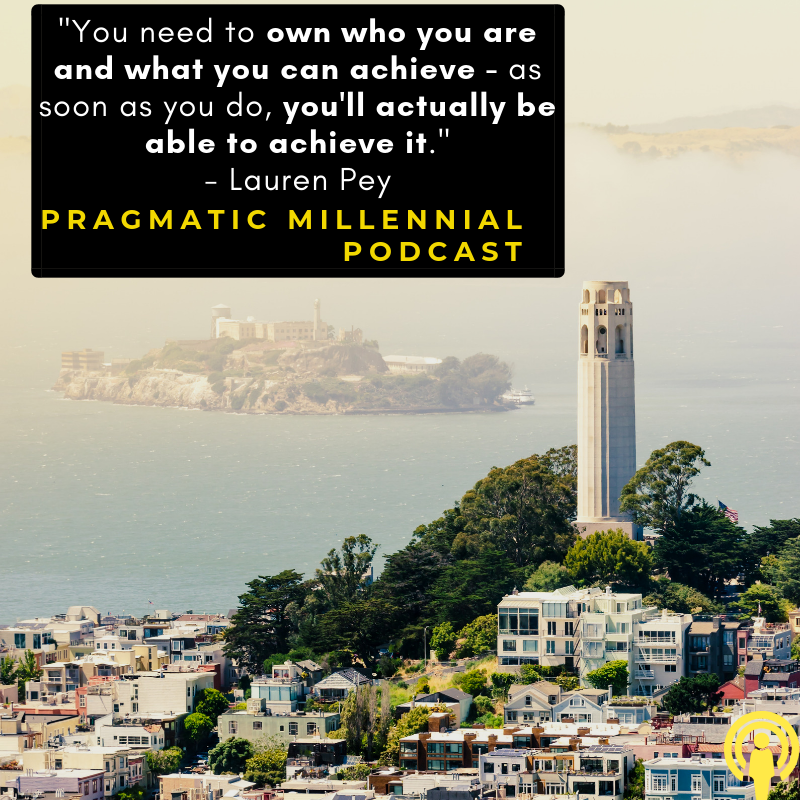 "You need to own who you are
and what you can achieve - as
soon as you do, you'll actually be
able to achieve it."
- Lauren Pey
PRAGMATIC MILLENNIAL
PODCAST